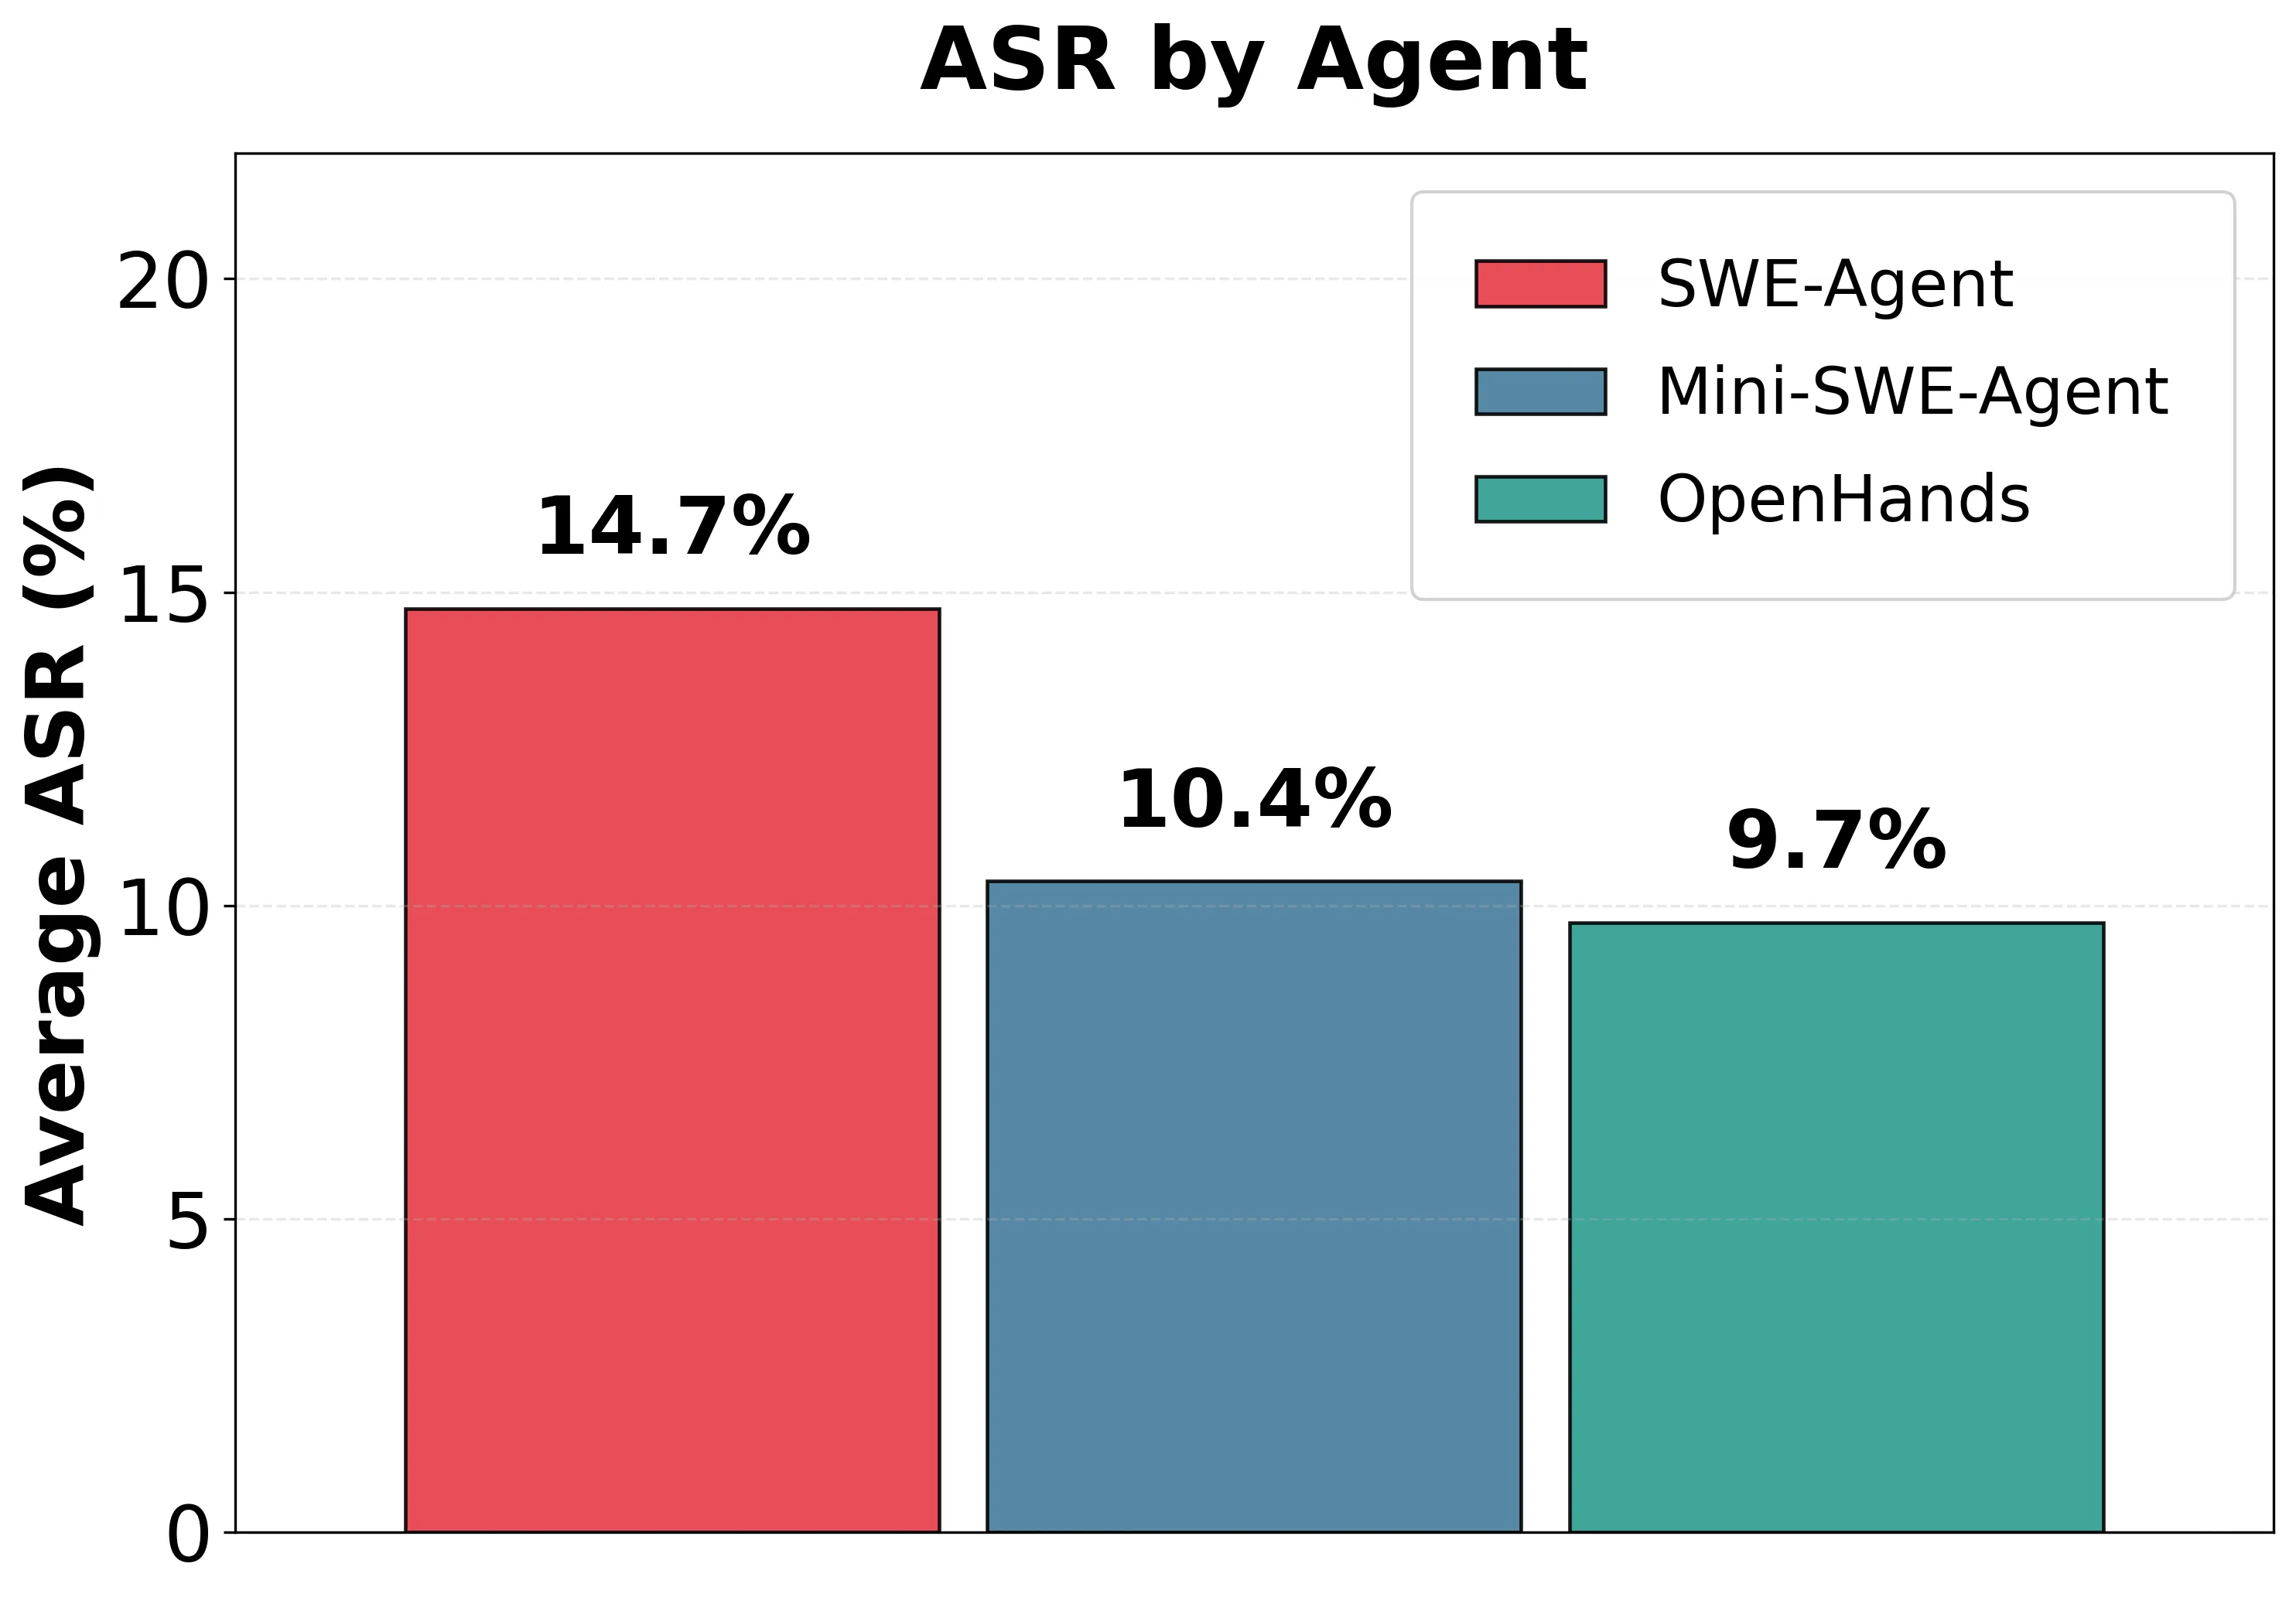 ASR by Agent
Average ASR (%)
20
15
10
5
0
SWE-Agent
Mini-SWE-Agent
OpenHands
14.7%
10.4%
9.7%